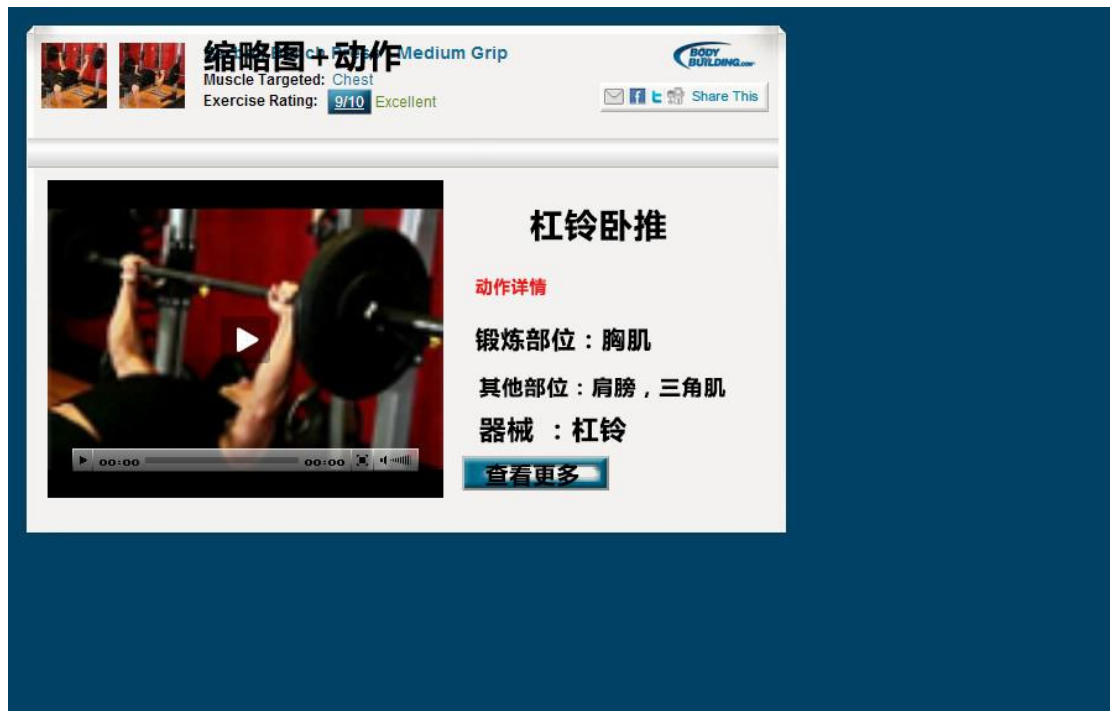 缩略图+动作
Medium Grip
Muscle Targeted: Chest
Exercise Rating: 9/10 Excellent
BODY
BUILDING.com
Share This
杠铃卧推
动作详情
锻炼部位：胸肌
其他部位：肩膀，三角肌
器械 ：杠铃
查看更多
00:00 00:00